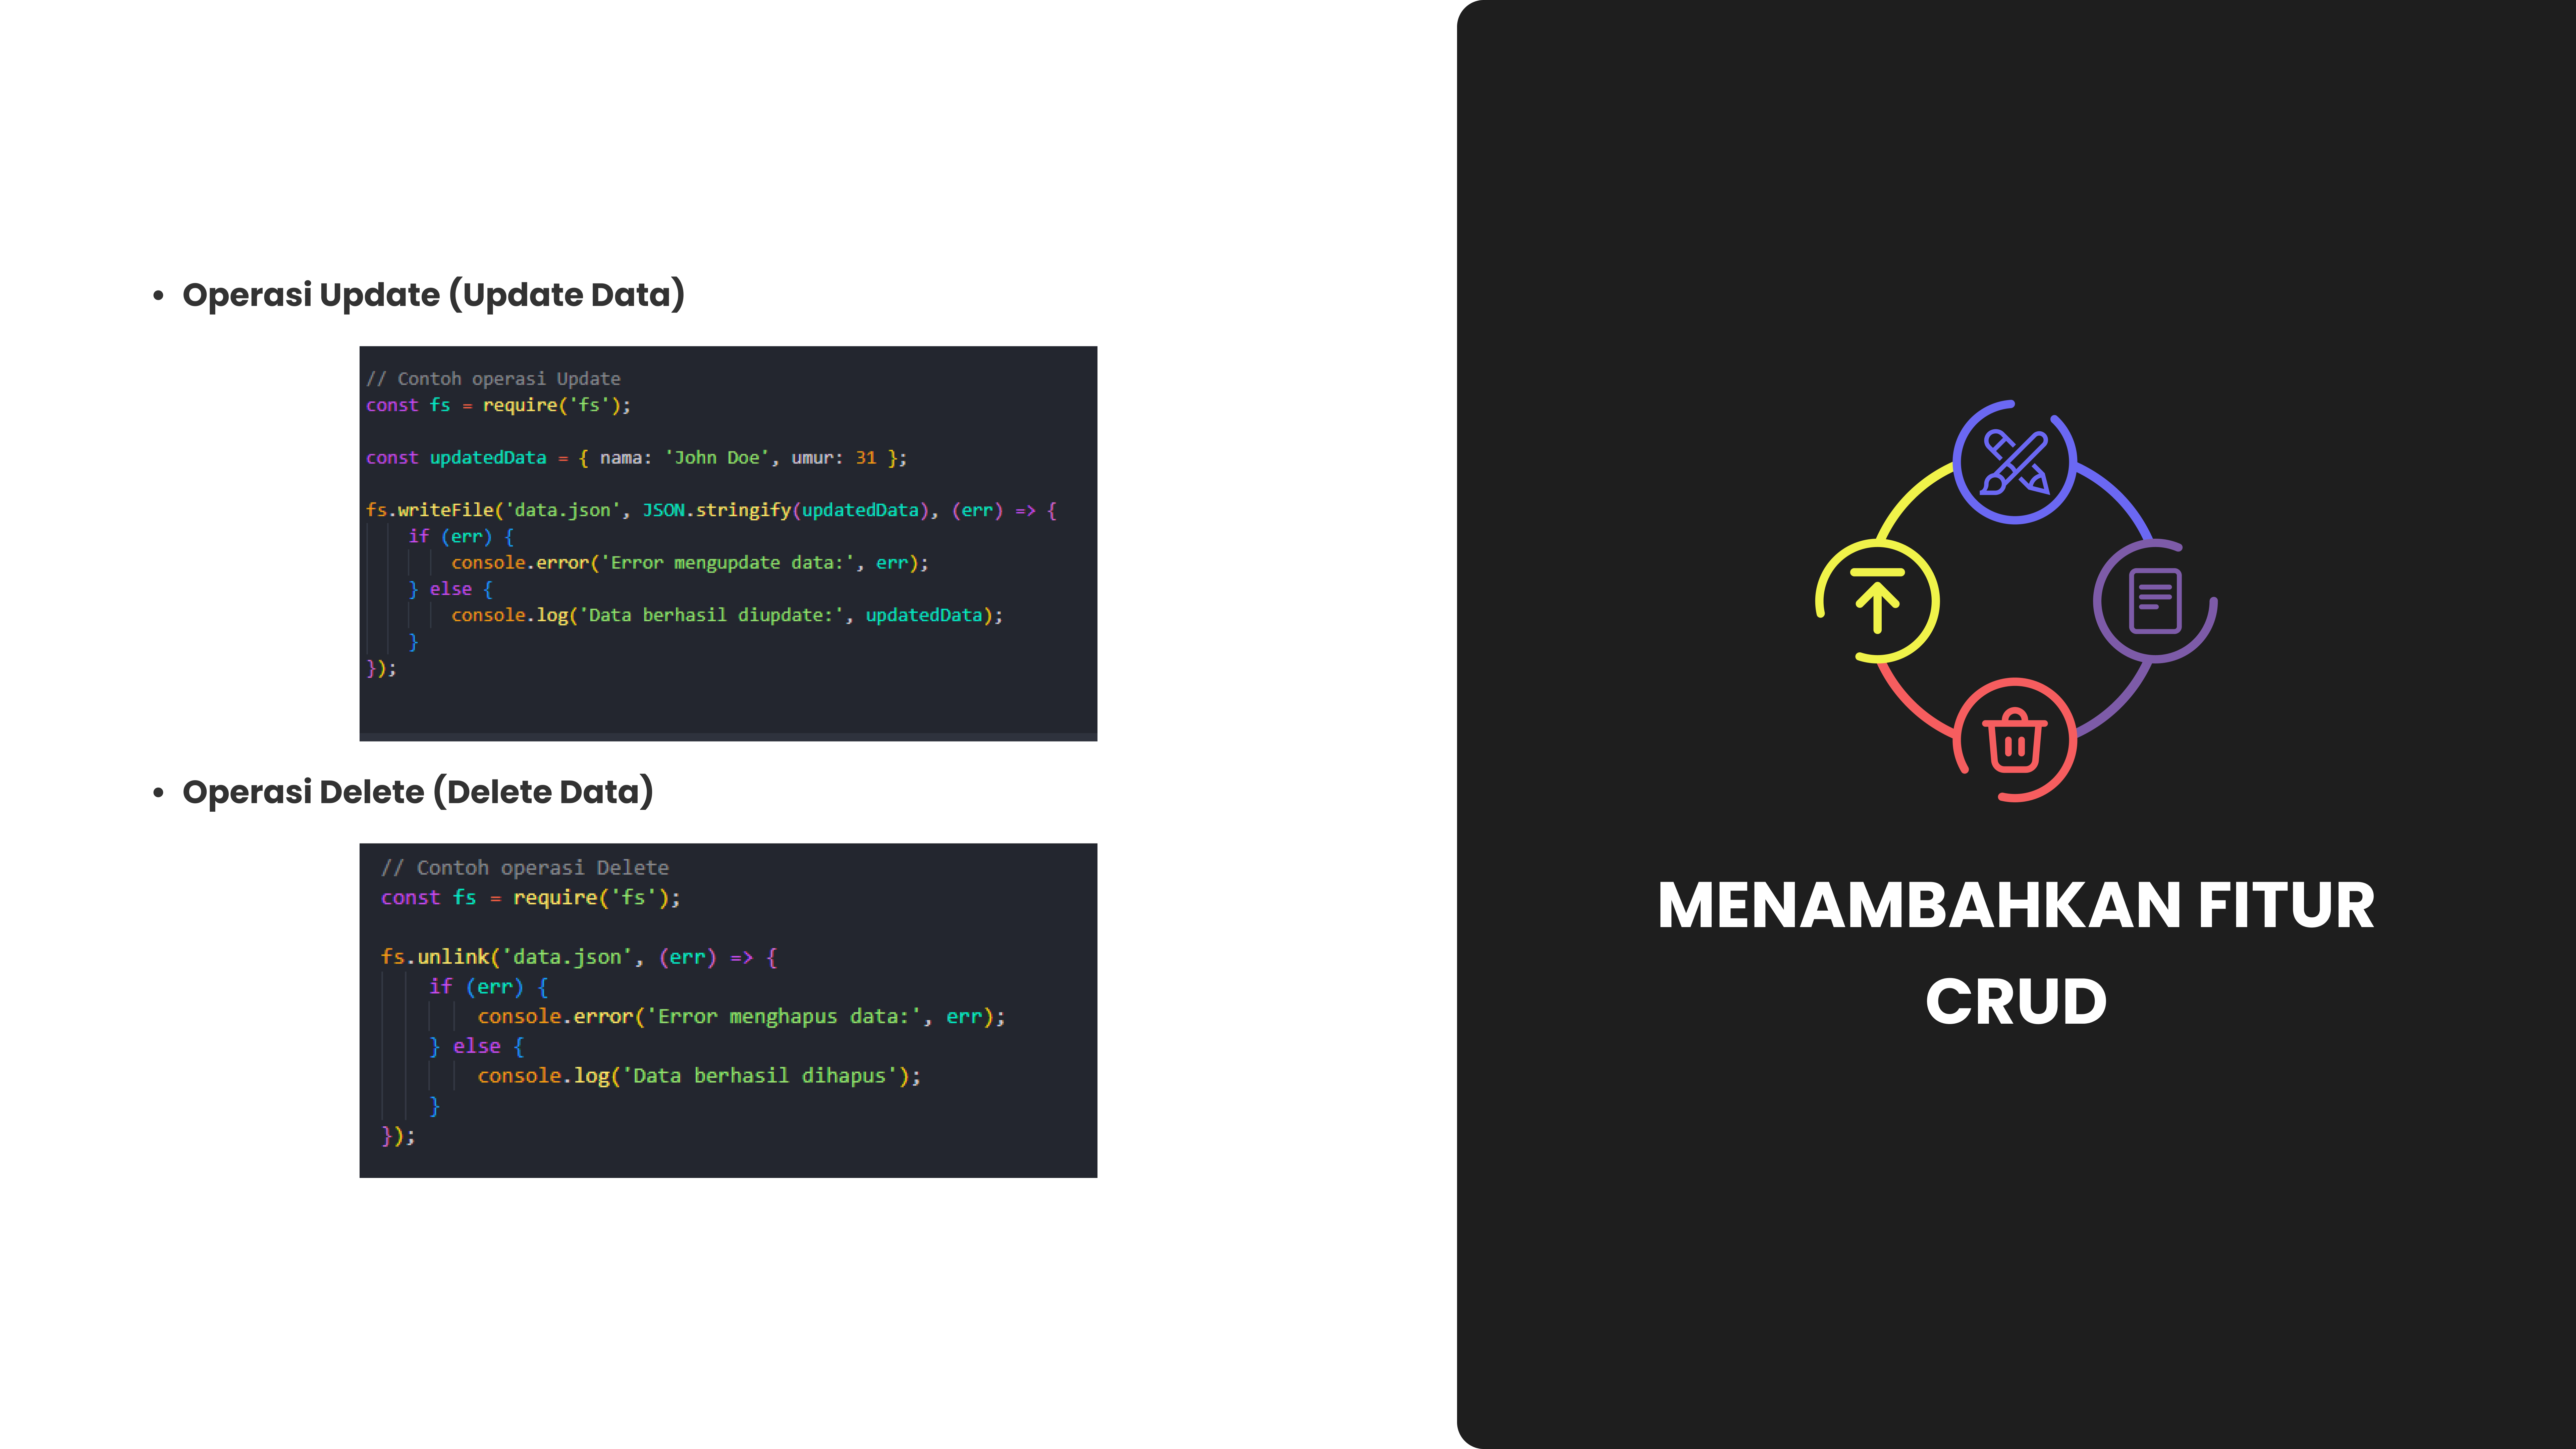 • Operasi Update (Update Data)
// Contoh operasi Update
const fs = require('fs');
const updatedData = { nama: 'John Doe', umur: 31 };
fs.writeFile('data.json', JSON.stringify(updatedData), (err) => {
    if (err) {
        console.error('Error mengupdate data:', err);
    } else {
        console.log('Data berhasil diupdate:', updatedData);
    }
});
• Operasi Delete (Delete Data)
// Contoh operasi Delete
const fs = require('fs');
fs.unlink('data.json', (err) => {
    if (err) {
        console.error('Error menghapus data:', err);
    } else {
        console.log('Data berhasil dihapus');
    }
});
MENAMBAHKAN FITUR
CRUD